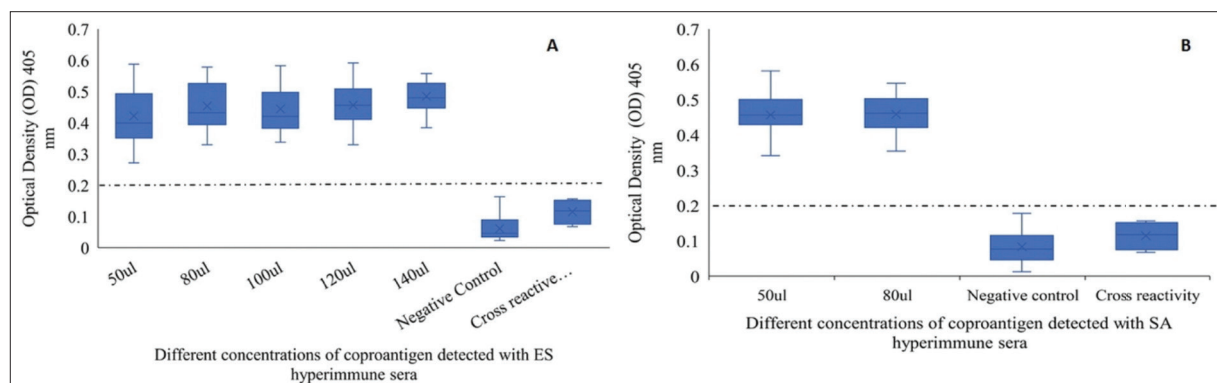 A
Optical Density (OD) 405
nm
0.7
0.6
0.5
0.4
0.3
0.2
0.1
0
50ul
80ul
100ul
120ul
140ul
Negative Control
Cross reactive…
Different concentrations of coproantigen detected with ES
hyperimmune sera
B
Optical Density (OD) 405
nm
0.7
0.6
0.5
0.4
0.3
0.2
0.1
0
50ul
80ul
Negative control
Cross reactivity
Different concentrations of coproantigen detected with SA
hyperimmune sera